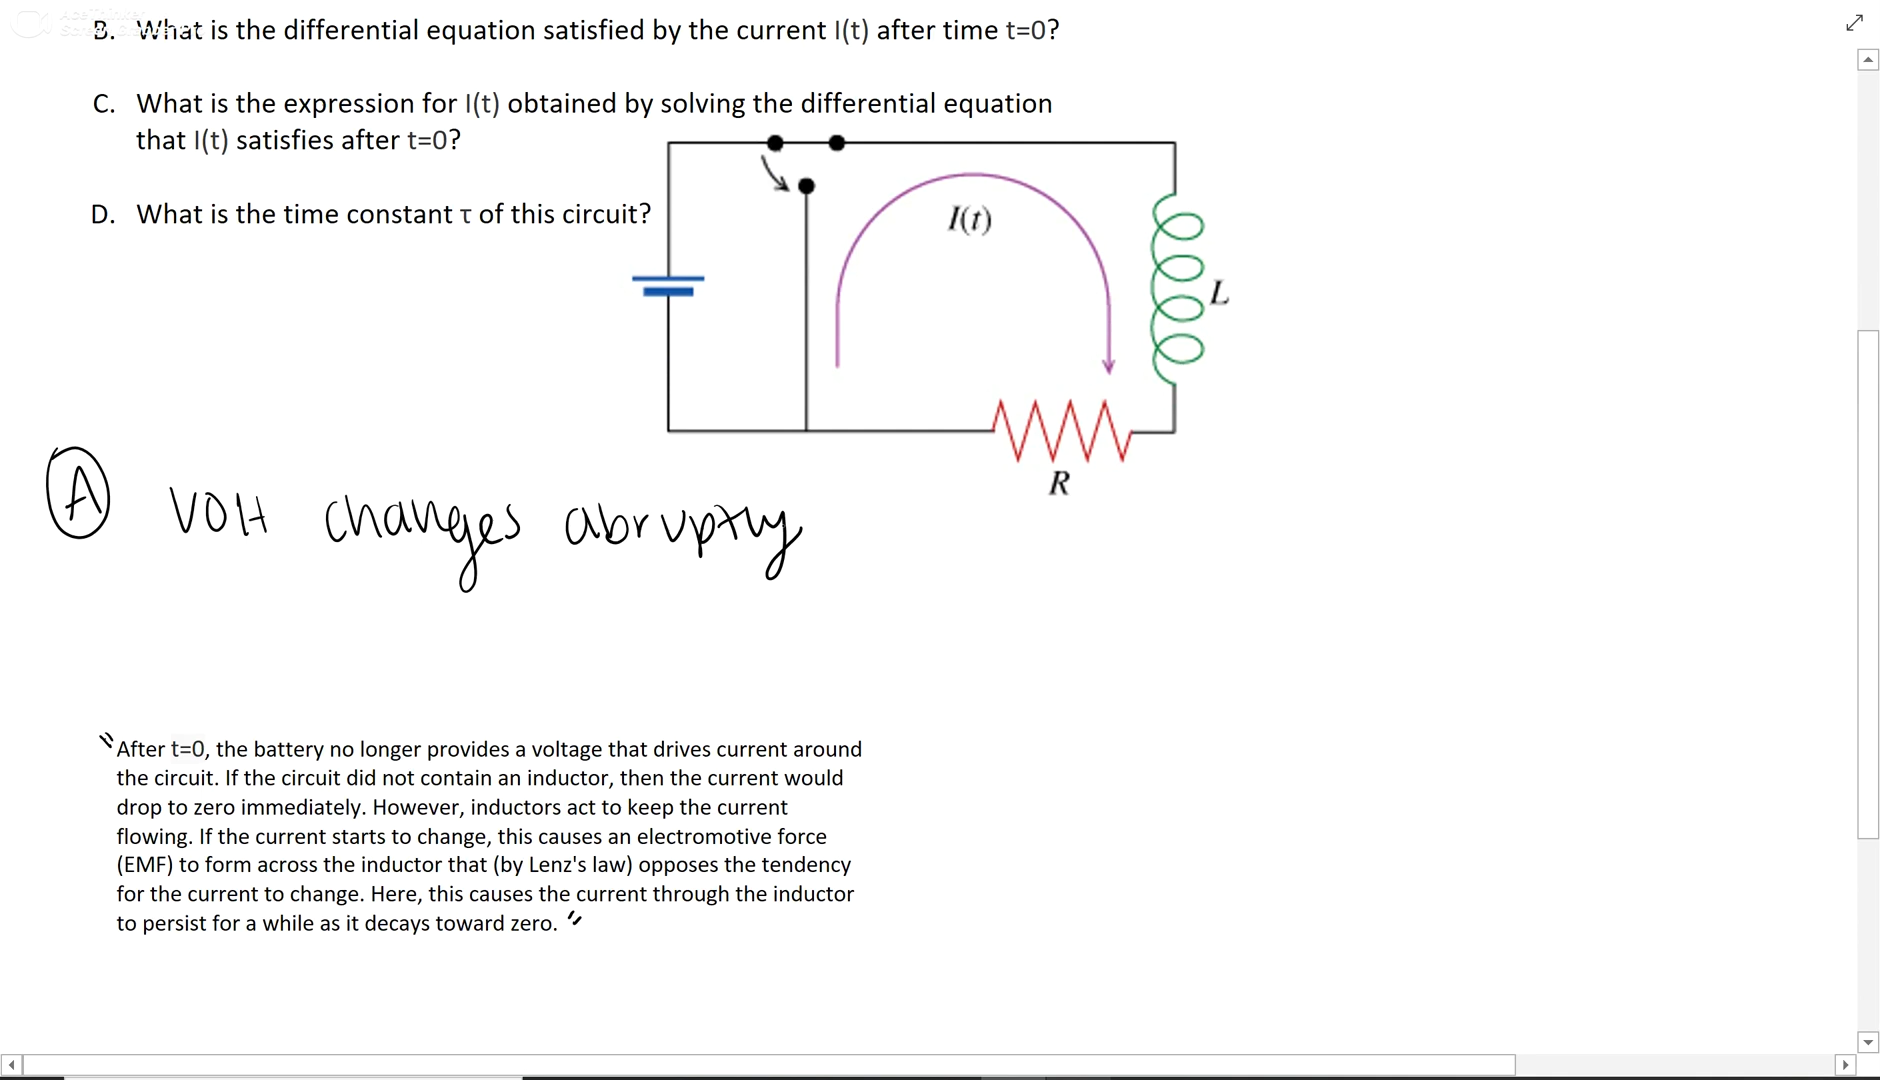 B. What is the differential equation satisfied by the current I(t) after time t=0?
C. What is the expression for I(t) obtained by solving the differential equation
that I(t) satisfies after t=0?
D. What is the time constant τ of this circuit?
I(t)
L
R
A volt changes abruptly
"After t=0, the battery no longer provides a voltage that drives current around
the circuit. If the circuit did not contain an inductor, then the current would
drop to zero immediately. However, inductors act to keep the current
flowing. If the current starts to change, this causes an electromotive force
(EMF) to form across the inductor that (by Lenz's law) opposes the tendency
for the current to change. Here, this causes the current through the inductor
to persist for a while as it decays toward zero. "